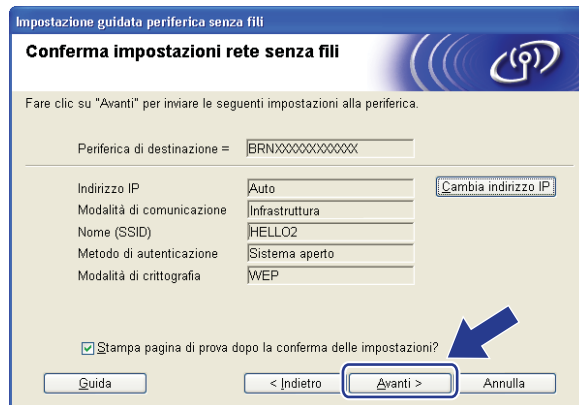 Impostazione guidata periferica senza fili
Conferma impostazioni rete senza fili
Fare clic su "Avanti" per inviare le seguenti impostazioni alla periferica.
Periferica di destinazione = BRNXXXXXXXXXXXX
Indirizzo IP Auto Cambia indirizzo IP
Modalità di comunicazione Infrastruttura
Nome (SSID) HELLO2
Metodo di autenticazione Sistema aperto
Modalità di crittografia WEP
Stampa pagina di prova dopo la conferma delle impostazioni?
Guida < Indietro Avanti > Annulla